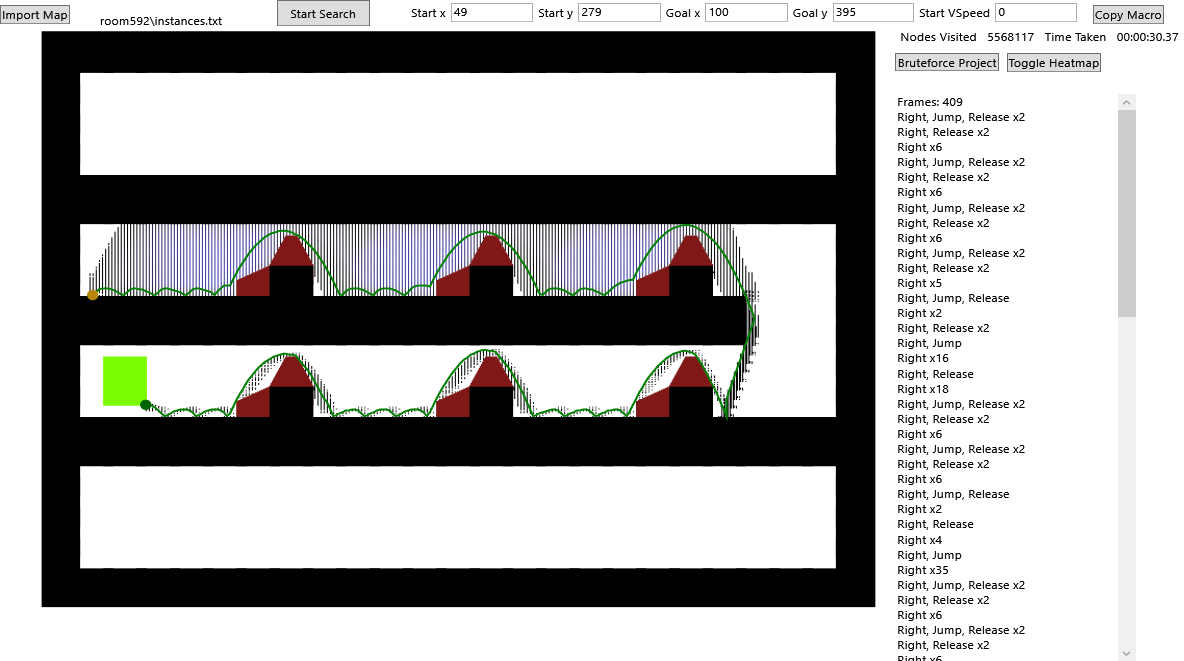 Import Map
room592\instances.txt
Start Search
Start x 49 Start y 279 Goal x 100 Goal y 395 Start VSpeed 0
Copy Macro
Nodes Visited 5568117 Time Taken 00:00:30.37
Bruteforce Project Toggle Heatmap
Frames: 409
Right, Jump, Release x2
Right, Release x2
Right x6
Right, Jump, Release x2
Right, Release x2
Right x6
Right, Jump, Release x2
Right, Release x2
Right x6
Right, Jump, Release x2
Right, Release x2
Right x5
Right, Jump, Release
Right x2
Right, Release x2
Right, Jump
Right x16
Right, Release
Right x18
Right, Jump, Release x2
Right, Release x2
Right x6
Right, Jump, Release x2
Right, Release x2
Right x6
Right, Jump, Release
Right x2
Right, Release
Right x4
Right, Jump
Right x35
Right, Jump, Release x2
Right, Release x2
Right x6
Right, Jump, Release x2
Right, Release x2
Right x6